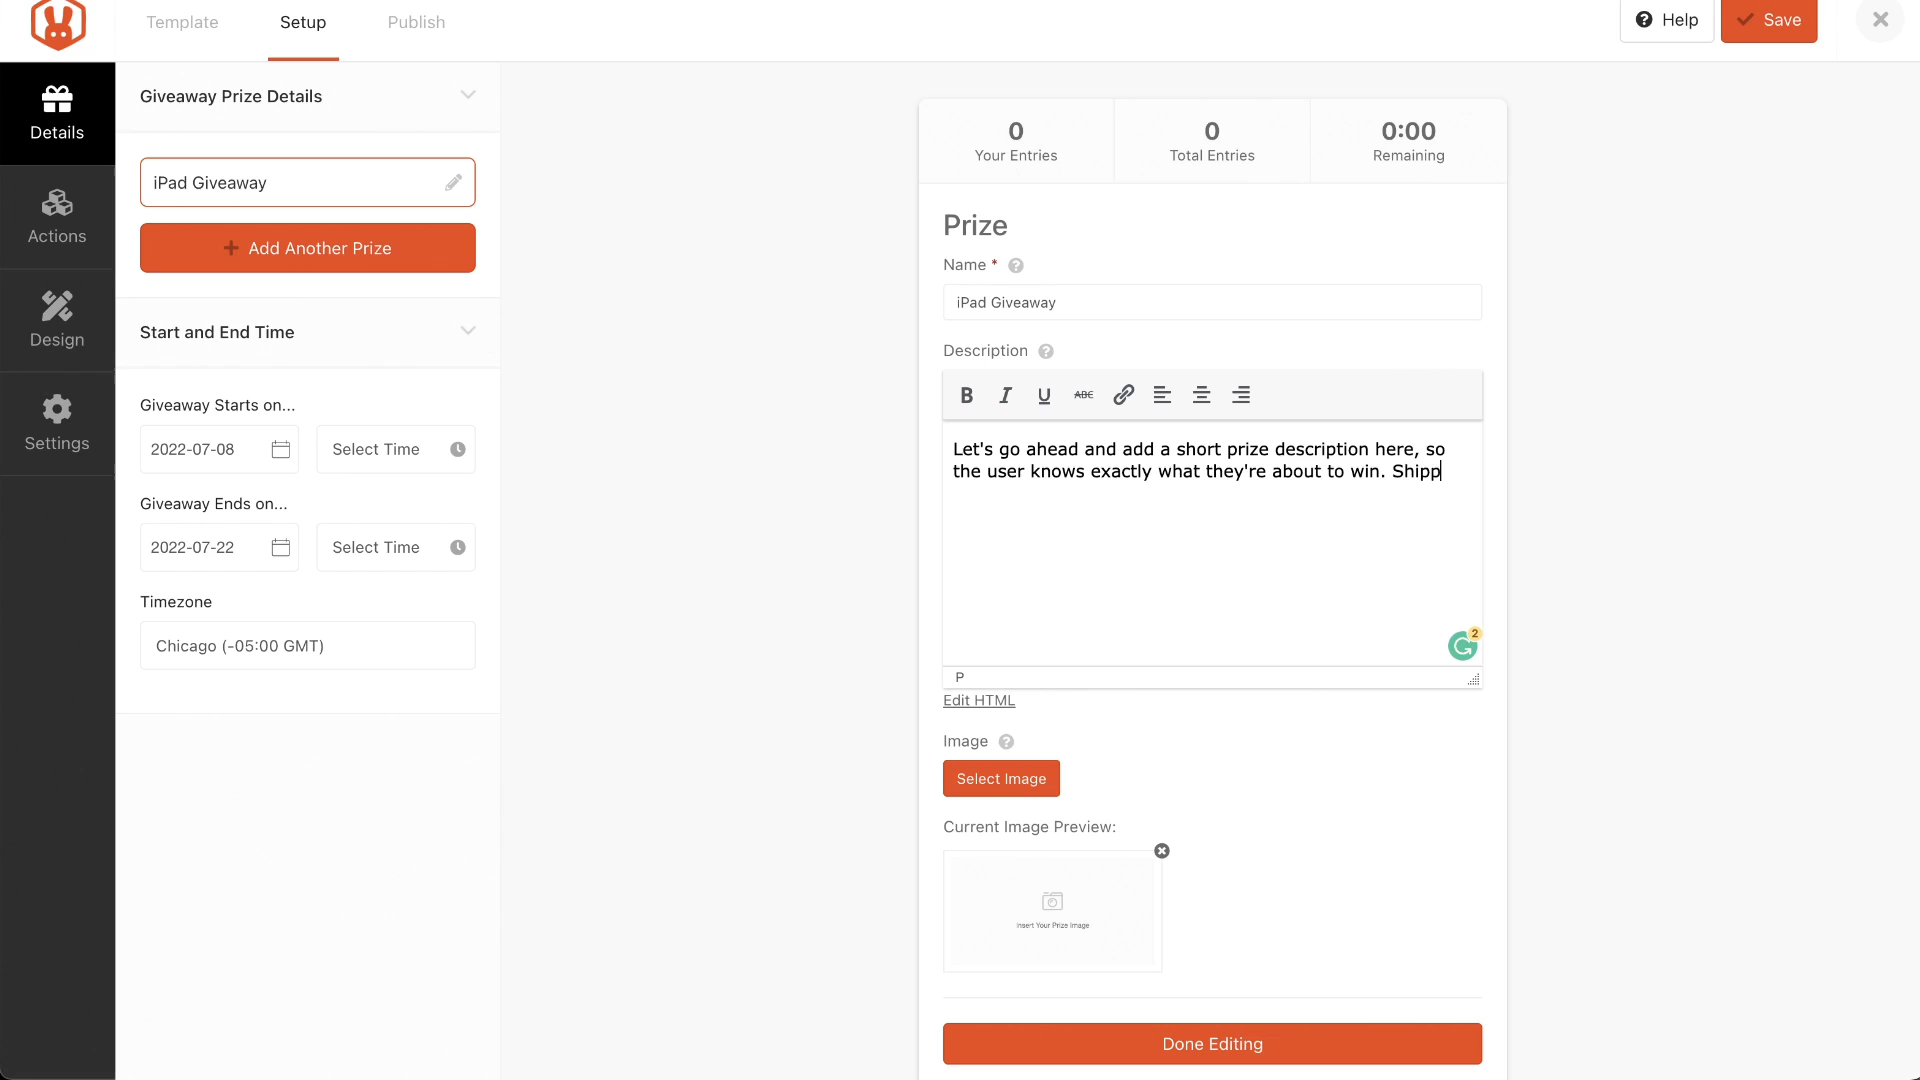 Template
Setup
Publish
Help
Save
Details
Actions
Design
Settings
Giveaway Prize Details
iPad Giveaway
Add Another Prize
Start and End Time
Giveaway Starts on...
2022-07-08
Select Time
Giveaway Ends on...
2022-07-22
Select Time
Timezone
Chicago (-05:00 GMT)
0
Your Entries
0
Total Entries
0:00
Remaining
Prize
Name *
iPad Giveaway
Description
B I U ABC
Let's go ahead and add a short prize description here, so
the user knows exactly what they're about to win. Shipp
2
P
Edit HTML
Image
Select Image
Current Image Preview:
Insert Your Prize Image
Done Editing